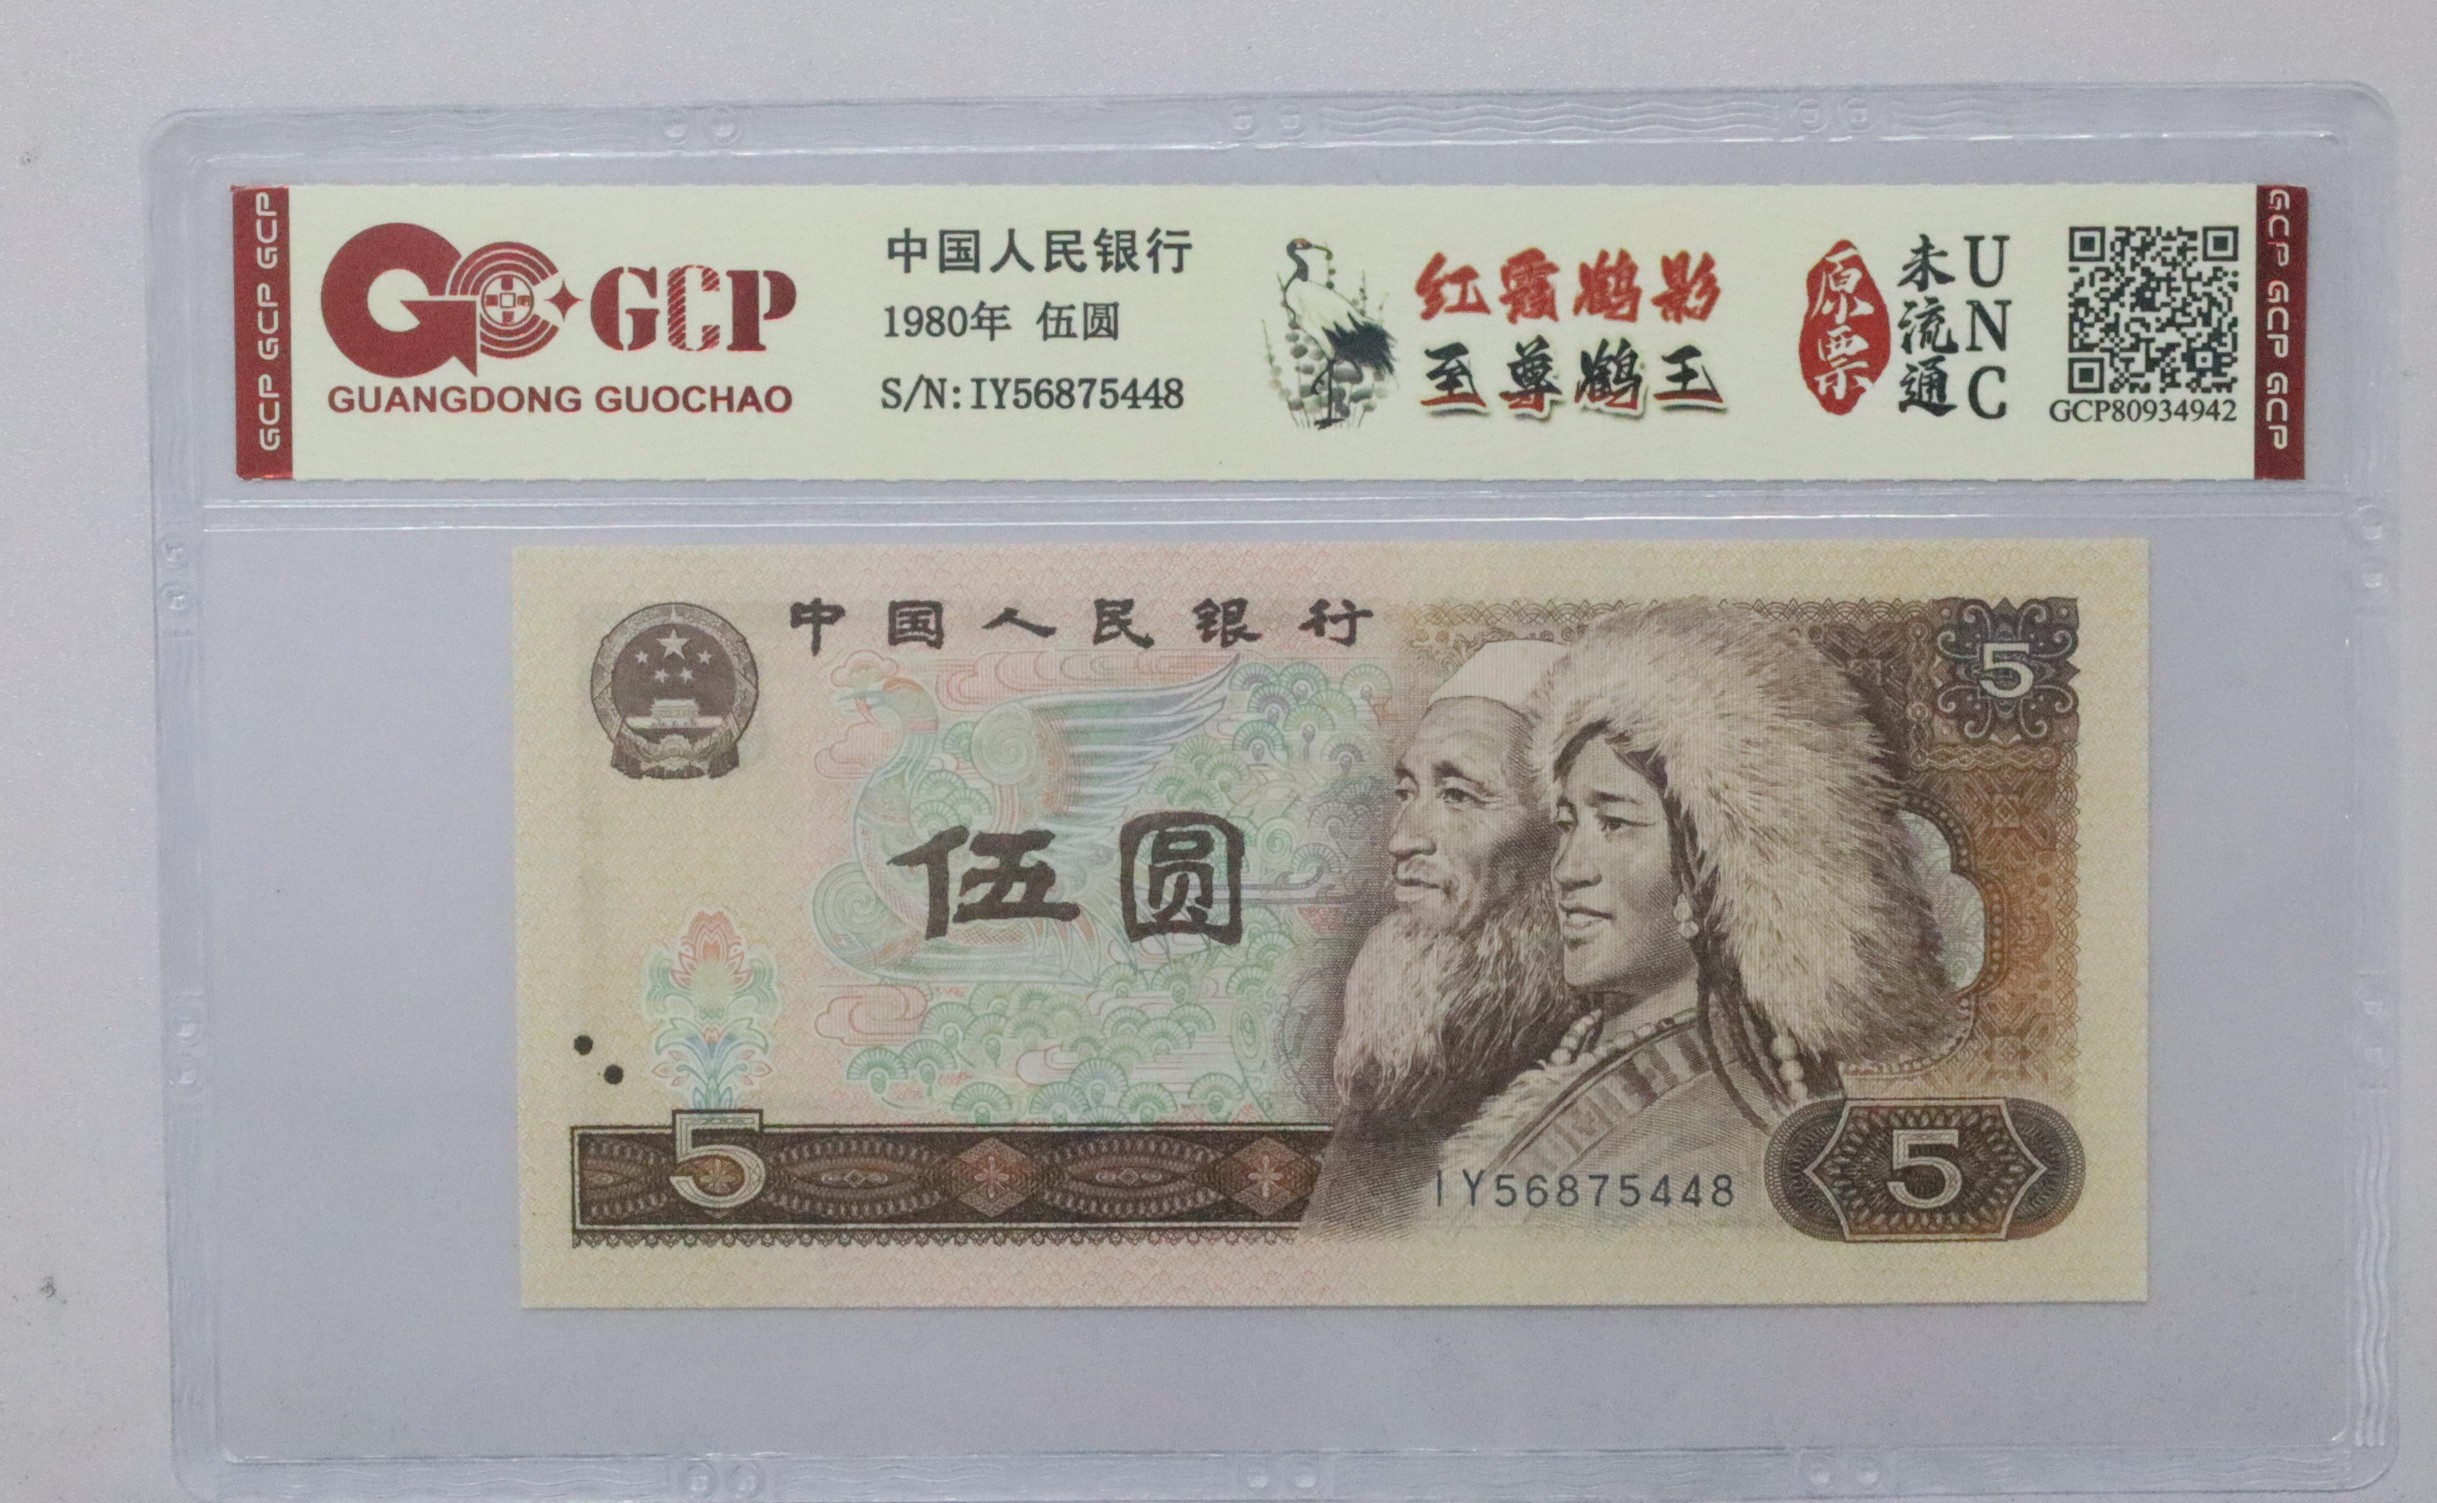 GCP GCP GCP
GCP
GUANGDONG GUOCHAO
中国人民银行
1980年 伍圆
S/N: IY56875448
红霞鹤影
至尊鹤王
原票
未流通
UNC
GCP80934942
GCP GCP GCP
中国人民银行
5
伍圆
5
IY56875448
5